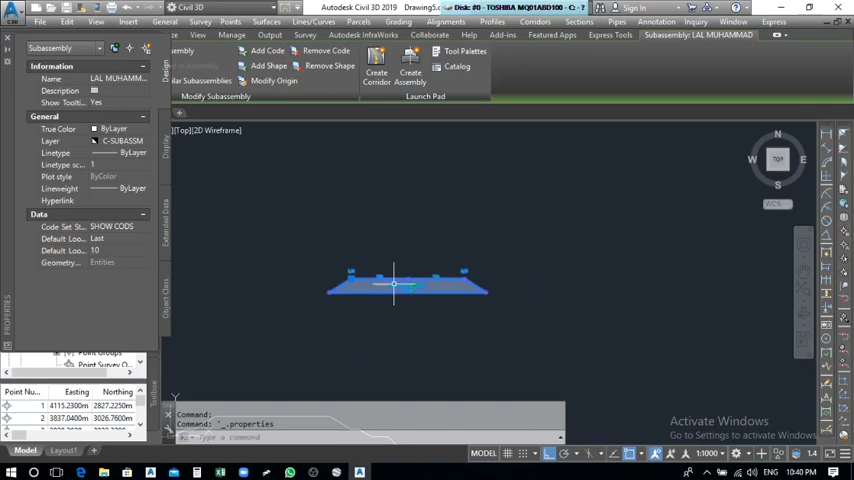 Civil 3D
Autodesk Civil 3D 2019 Drawing5.d
Disk: #0 - TOSHIBA MQ01ABD100 - C: - ?
Sign In
Home Insert General Survey Lines/Curves Parcels Grading Alignments Profiles Corridors Pipes Annotation Inquiry Window Express
Manage Output Survey Autodesk InfraWorks Collaborate Help Add-ins Featured Apps Express Tools Subassembly: LAL MUHAMMAD
Subassembly
Information
Name LAL MUHAMM...
Description
Show Toolti... Yes
General
True Color ByLayer
Layer C-SUBASSM
Linetype ByLayer
Linetype sc... 1
Plot style ByColor
Lineweight ByLayer
Hyperlink
Data
Code Set St... SHOW CODS
Default Loo... Last
Default Loo... 10
Geometry... Entities
PROPERTIES
Design
Display
Extended Data
Object Class
Toolbox
Add Code Remove Code
Add Shape Remove Shape
Modify Origin
Modify Subassembly
Create Corridor
Create Assembly
Tool Palettes
Catalog
Launch Pad
[Top][2D Wireframe]
N
W TOP E
S
WCS
Point Groups
Point Survey Q
Point Nu... Easting Northing
1 4115.2300m 2827.2250m
2 3837.0400m 3026.7600m
Command:
Command: '_.properties
Type a command
Activate Windows
Go to Settings to activate Windows.
Model Layout1
MODEL
1:1000
1.4
ENG 10:40 PM